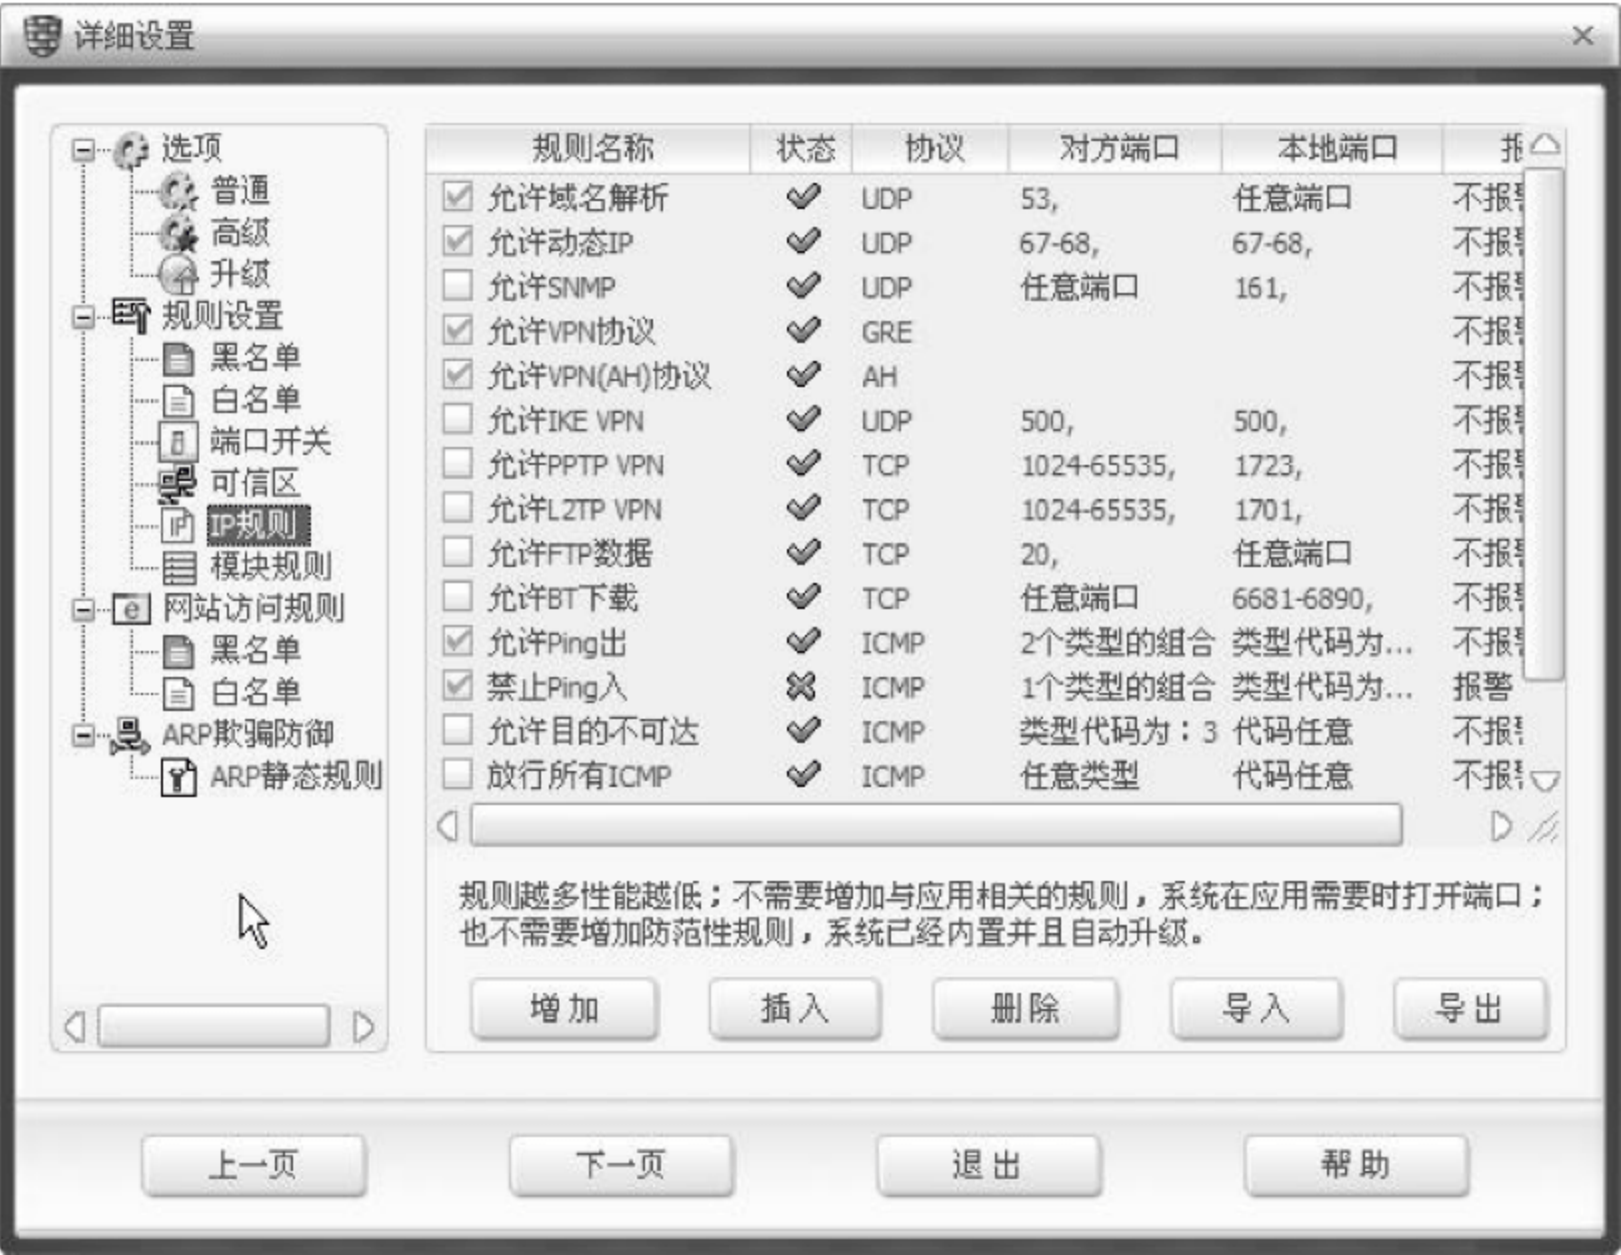 详细设置
选项
普通
高级
升级
规则设置
黑名单
白名单
端口开关
可信区
IP规则
模块规则
网站访问规则
黑名单
白名单
ARP欺骗防御
ARP静态规则
规则名称 状态 协议 对方端口 本地端口
允许域名解析 UDP 53, 任意端口 不报
允许动态IP UDP 67-68, 67-68, 不报
允许SNMP UDP 任意端口 161, 不报
允许VPN协议 GRE 不报
允许VPN(AH)协议 AH 不报
允许IKE VPN UDP 500, 500, 不报
允许PPTP VPN TCP 1024-65535, 1723, 不报
允许L2TP VPN TCP 1024-65535, 1701, 不报
允许FTP数据 TCP 20, 任意端口 不报
允许BT下载 TCP 任意端口 6681-6890, 不报
允许Ping出 ICMP 2个类型的组合 类型代码为... 不报
禁止Ping入 ICMP 1个类型的组合 类型代码为... 报警
允许目的不可达 ICMP 类型代码为：3 代码任意 不报
放行所有ICMP ICMP 任意类型 代码任意 不报
规则越多性能越低；不需要增加与应用相关的规则，系统在应用需要时打开端口；
也不需要增加防范性规则，系统已经内置并且自动升级。
增加 插入 删除 导入 导出
上一页 下一页 退出 帮助